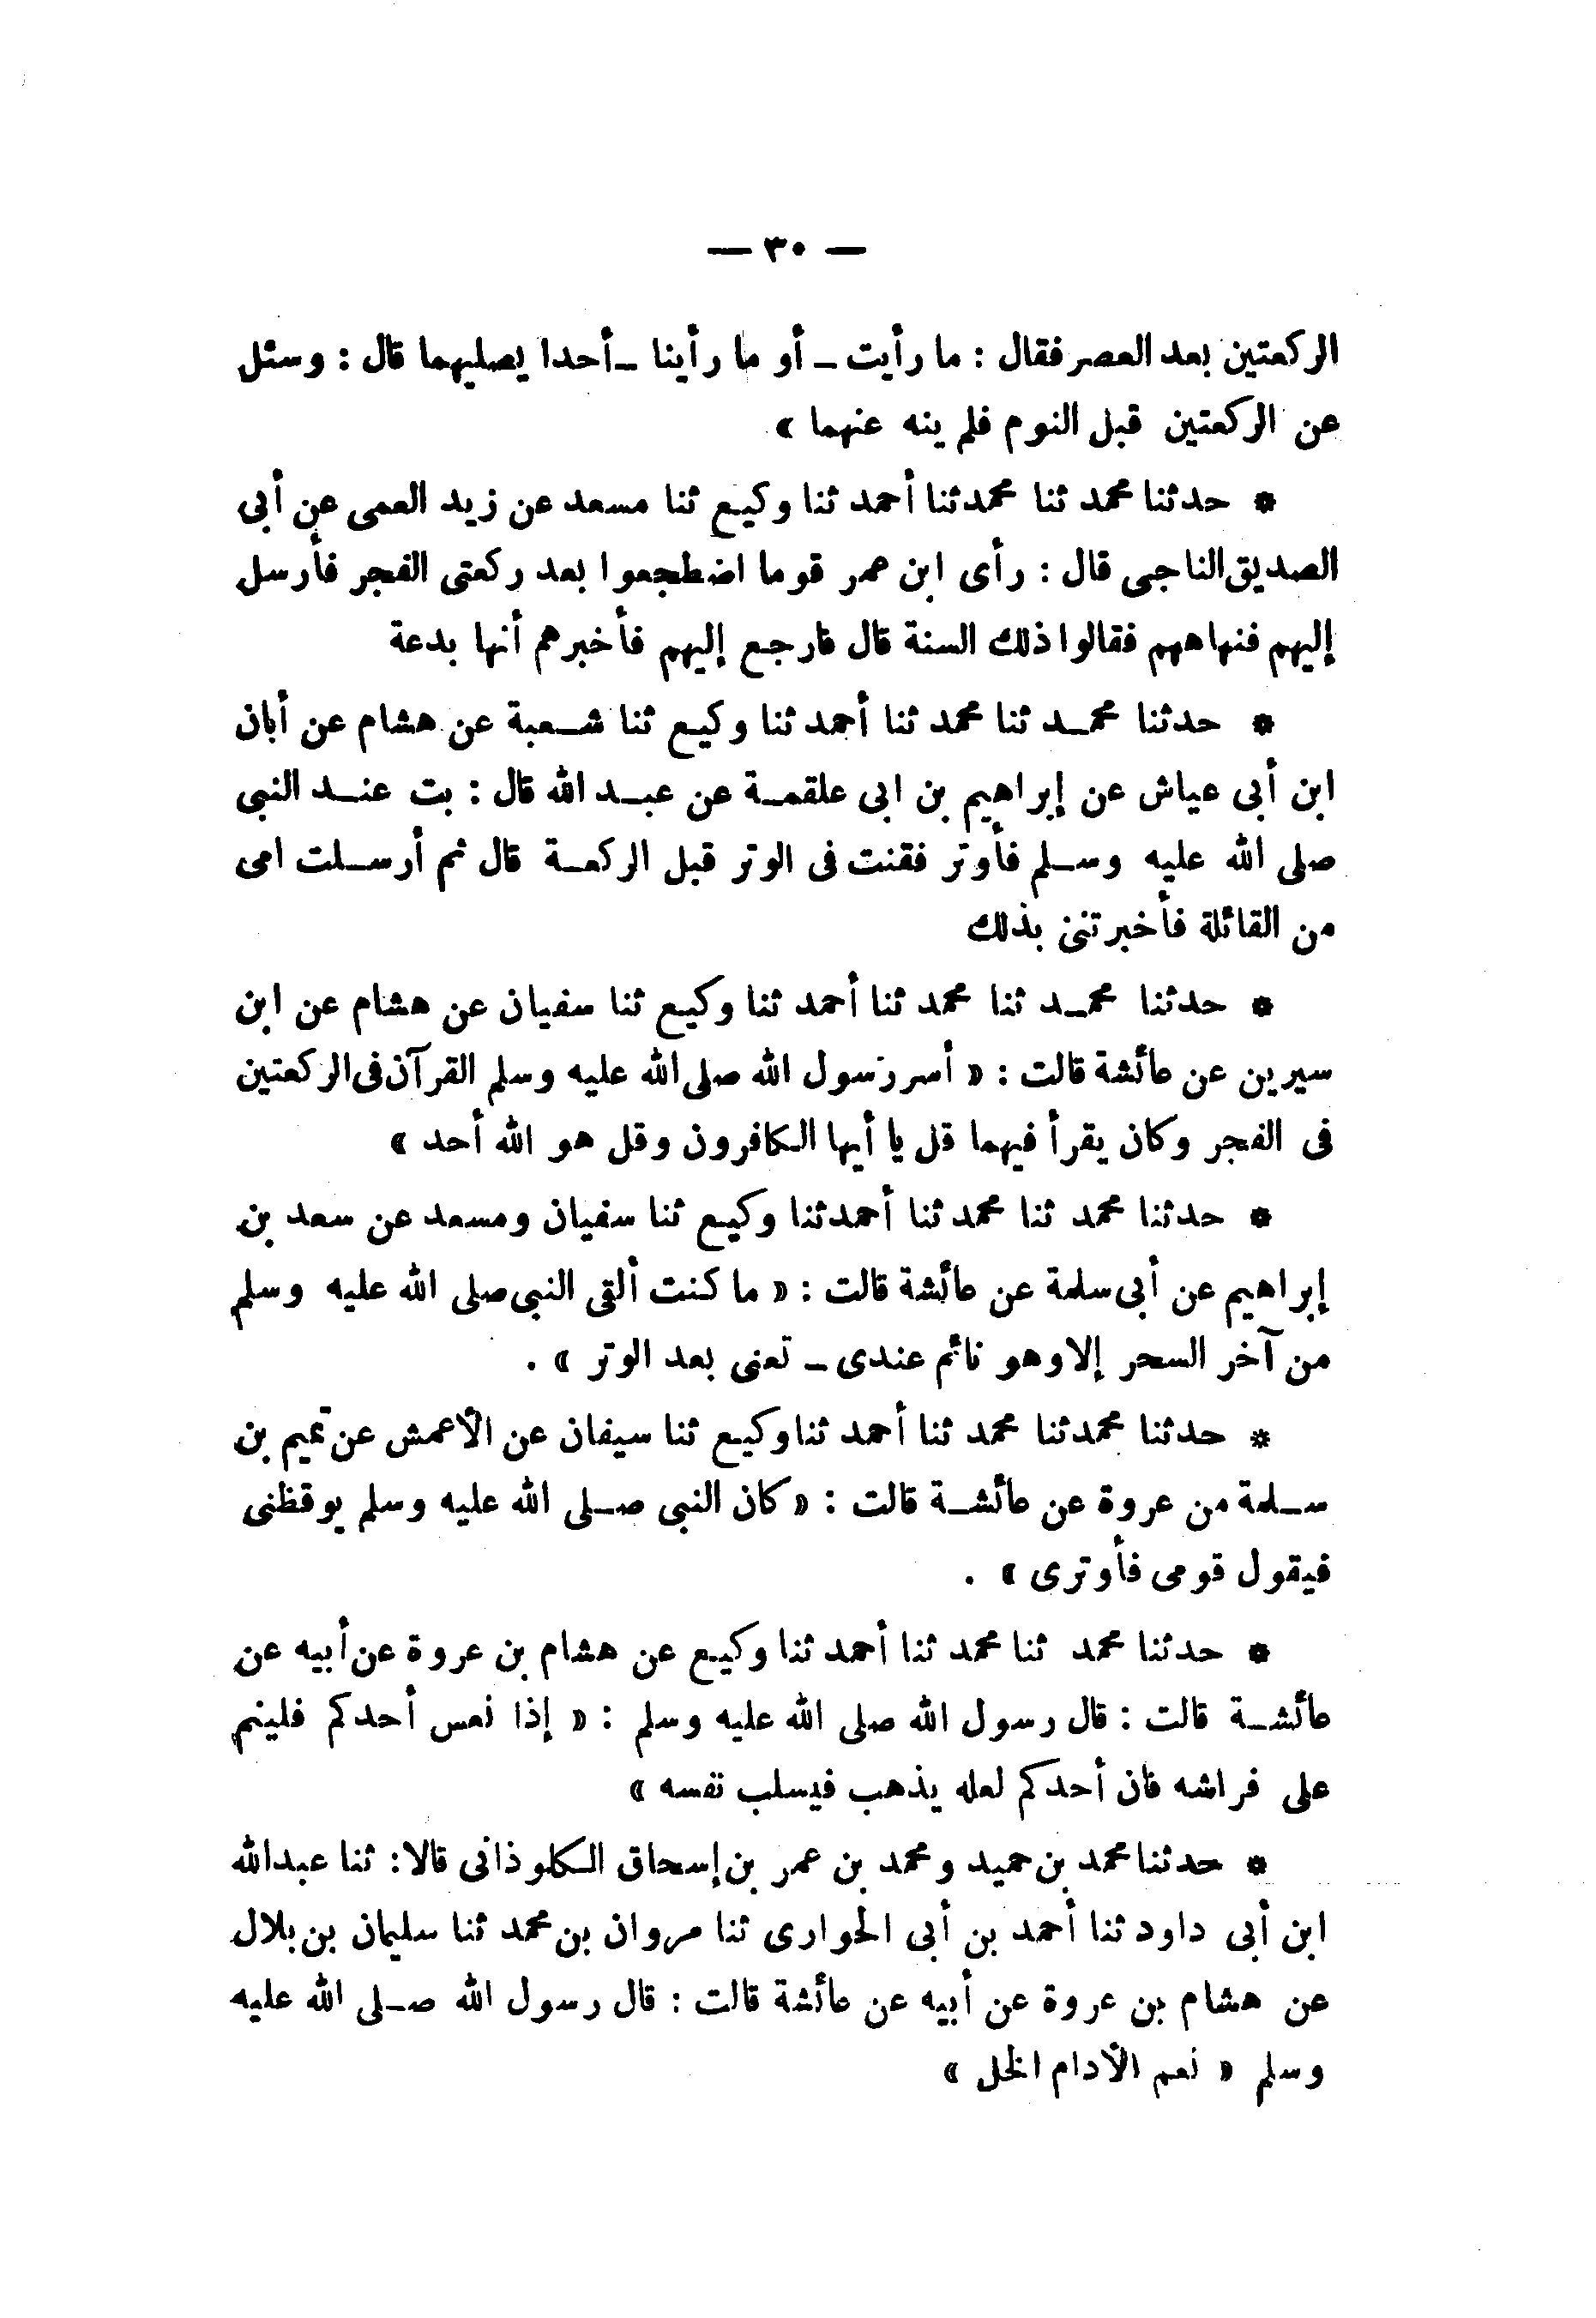 — ٣٠ —
الركعتين بعد العصر فقال : ما رأيت ـ أو ما رأينا ـ أحدا يصليهما قال : وسئل
عن الركعتين قبل النوم فلم ينه عنهما »
* حدثنا محمد ثنا محمد ثنا أحمد ثنا وكيع ثنا مسعد عن زيد العمى عن أبى
الصديق الناجى قال : رأى ابن عمر قوما اضطجعوا بعد ركعتى الفجر فأرسل
إليهم فنهاهم فقالوا ذلك السنة قال فارجع إليهم فأخبرهم أنها بدعة
* حدثنا محمد ثنا محمد ثنا أحمد ثنا وكيع ثنا شعبة عن هشام عن أبان
ابن أبى عياش عن إبراهيم بن ابى علقمة عن عبد الله قال : بت عند النبى
صلى الله عليه وسلم فأوتر فقنت فى الوتر قبل الركعة قال ثم أرسلت امى
من القائلة فأخبرتنى بذلك
* حدثنا محمد ثنا محمد ثنا أحمد ثنا وكيع ثنا سفيان عن هشام عن ابن
سيرين عن عائشة قالت : « أسر رسول الله صلى الله عليه وسلم القرآن فى الركعتين
فى الفجر وكان يقرأ فيهما قل يا أيها الكافرون وقل هو الله أحد »
* حدثنا محمد ثنا محمد ثنا أحمد ثنا وكيع ثنا سفيان ومسعد عن سعد بن
إبراهيم عن أبى سلمة عن عائشة قالت : « ما كنت ألقى النبى صلى الله عليه وسلم
من آخر السحر إلا وهو نائم عندى ـ تعنى بعد الوتر » .
* حدثنا محمد ثنا محمد ثنا أحمد ثنا وكيع ثنا سيفان عن الأعمش عن تميم بن
سلمة من عروة عن عائشة قالت : « كان النبى صلى الله عليه وسلم يوقظنى
فيقول قومى فأوترى » .
* حدثنا محمد ثنا محمد ثنا أحمد ثنا وكيع عن هشام بن عروة عن أبيه عن
عائشة قالت : قال رسول الله صلى الله عليه وسلم : « إذا نعس أحدكم فلينم
على فراشه فان أحدكم لعله يذهب فيسلب نفسه »
* حدثنا محمد بن حميد ومحمد بن عمر بن إسحاق الكلوذانى قالا : ثنا عبدالله
ابن أبى داود ثنا أحمد بن أبى الحوارى ثنا مروان بن محمد ثنا سليمان بن بلال
عن هشام بن عروة عن أبيه عن عائشة قالت : قال رسول الله صلى الله عليه
وسلم « نعم الأدام الخل »